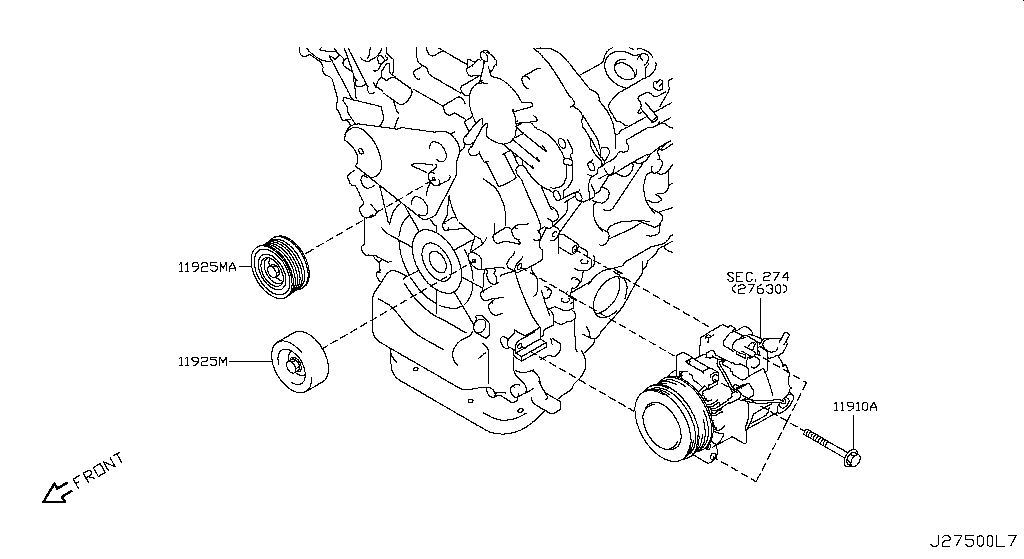 11925MA
SEC. 274
(27630)
11925M
11910A
FRONT
J27500L7